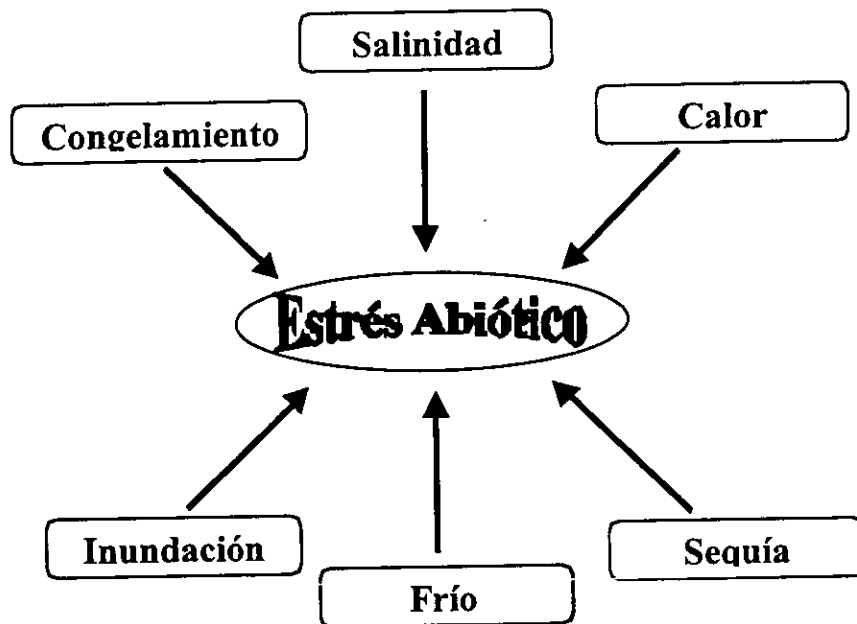 Salinidad
Congelamiento
Calor
Estrés Abiótico
Inundación
Frío
Sequía